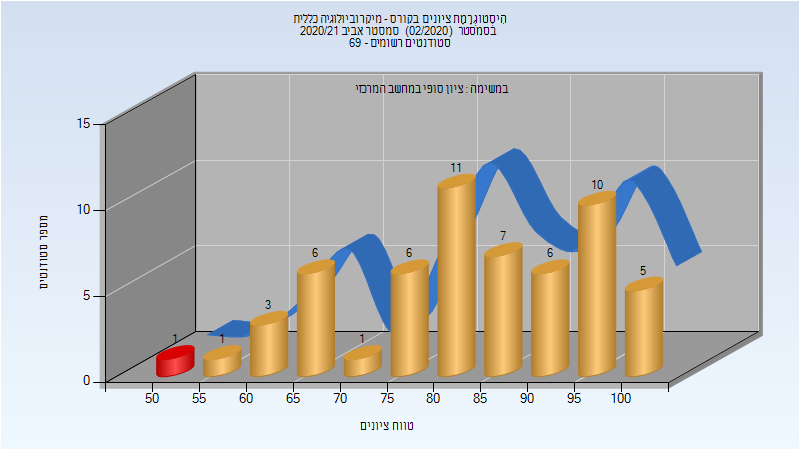 הִיסְטוֹגְרָמַת ציונים בקורס - מיקרוביולוגיה כללית
בסמסטר (02/2020) סמסטר אביב 2020/21
סטודנטים רשומים - 69
במשימה : ציון סופי במחשב המרכזי
מספר סטודנטים
15
10
5
0
1
1
3
6
1
6
11
7
6
10
5
50 55 60 65 70 75 80 85 90 95 100
טווח ציונים